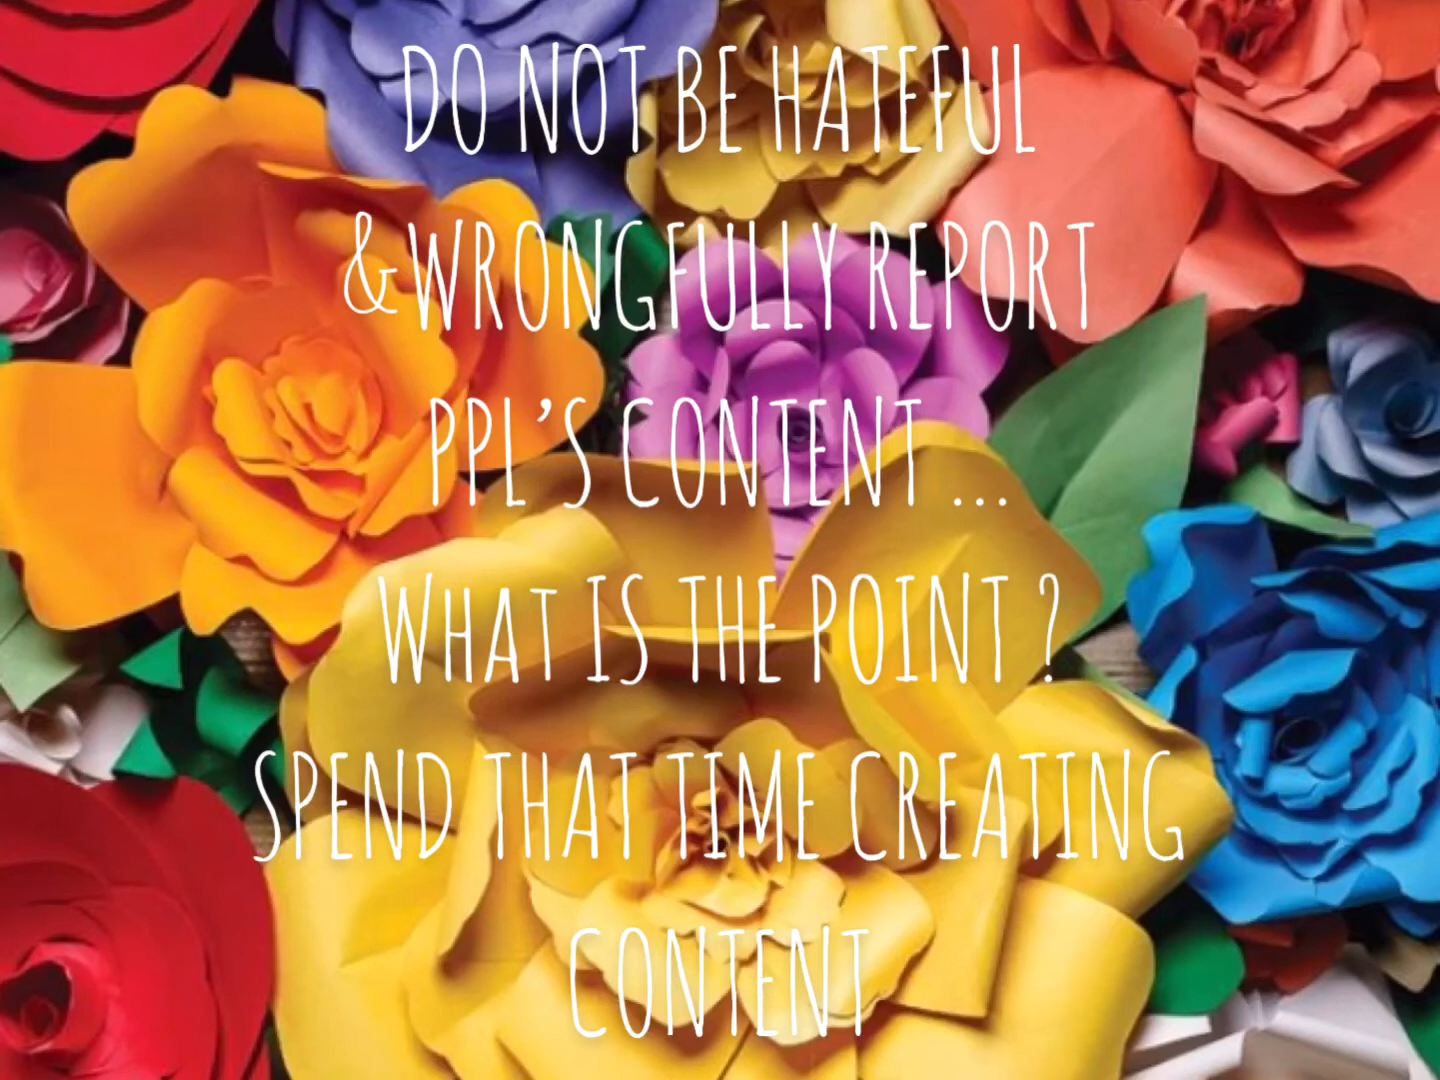 DO NOT BE HATEFUL
&WRONGFULLY REPORT
PPL'S CONTENT ...
WHAT IS THE POINT ?
SPEND THAT TIME CREATING
CONTENT